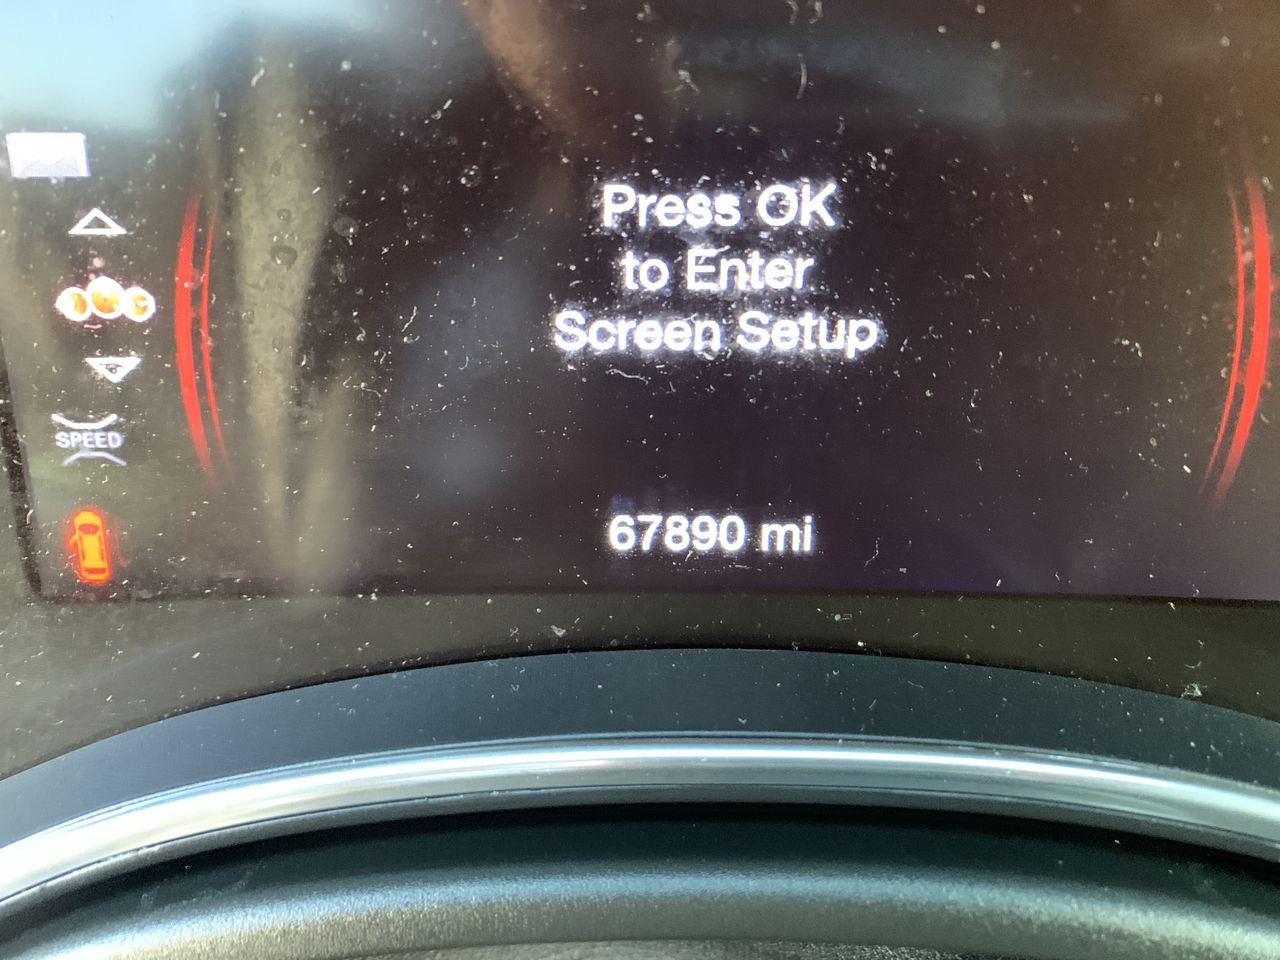 Press OK
to Enter
Screen Setup
SPEED
67890 mi